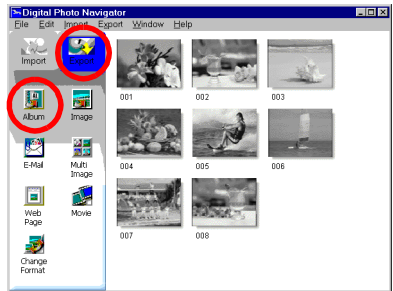 Digital Photo Navigator
File Edit Import Export Window Help
Import Export
Album Image
E-Mail Multi Image
Web Page Movie
Change Format
001 002 003
004 005 006
007 008